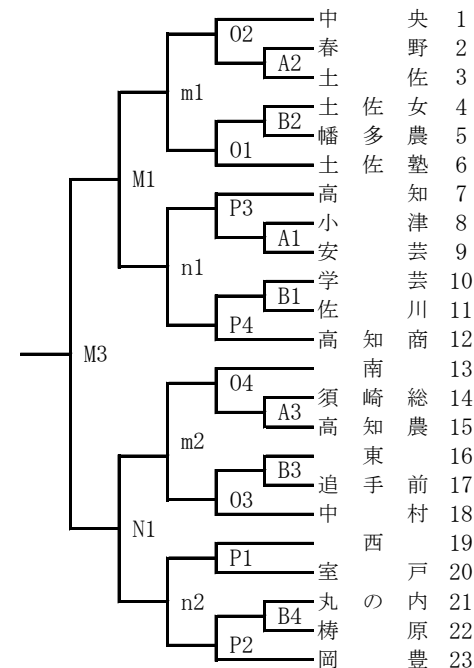 中央 1
O2
春野 2
A2
土佐 3
m1
土佐女 4
B2
幡多農 5
O1
土佐塾 6
M1
高知 7
P3
小津 8
A1
安芸 9
n1
学芸 10
B1
佐川 11
P4
高知商 12
M3
南 13
O4
須崎総 14
A3
高知農 15
m2
東 16
B3
追手前 17
O3
中村 18
N1
西 19
P1
室戸 20
n2
丸の内 21
B4
梼原 22
P2
岡豊 23